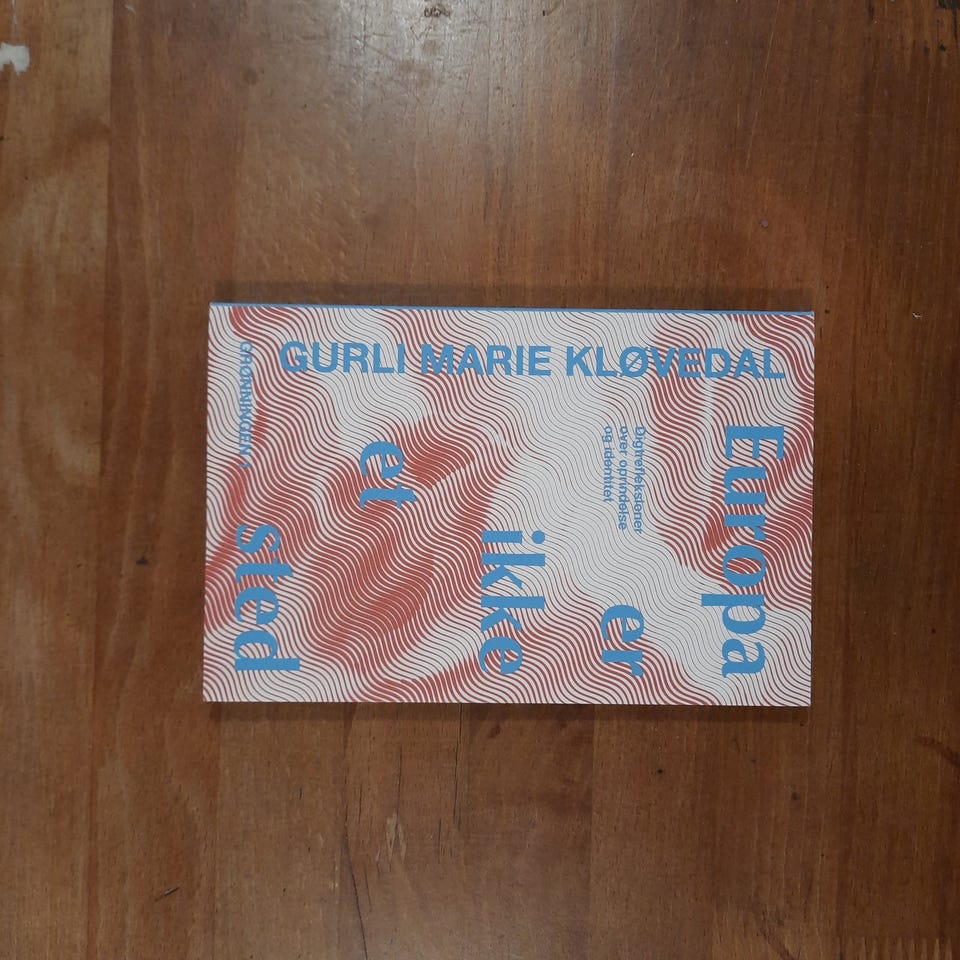 GURLI MARIE KLØVEDAL
Europa
er
ikke
et
sted
Digtrefleksioner
over oprindelse
og identitet
GRØNNINGEN 1